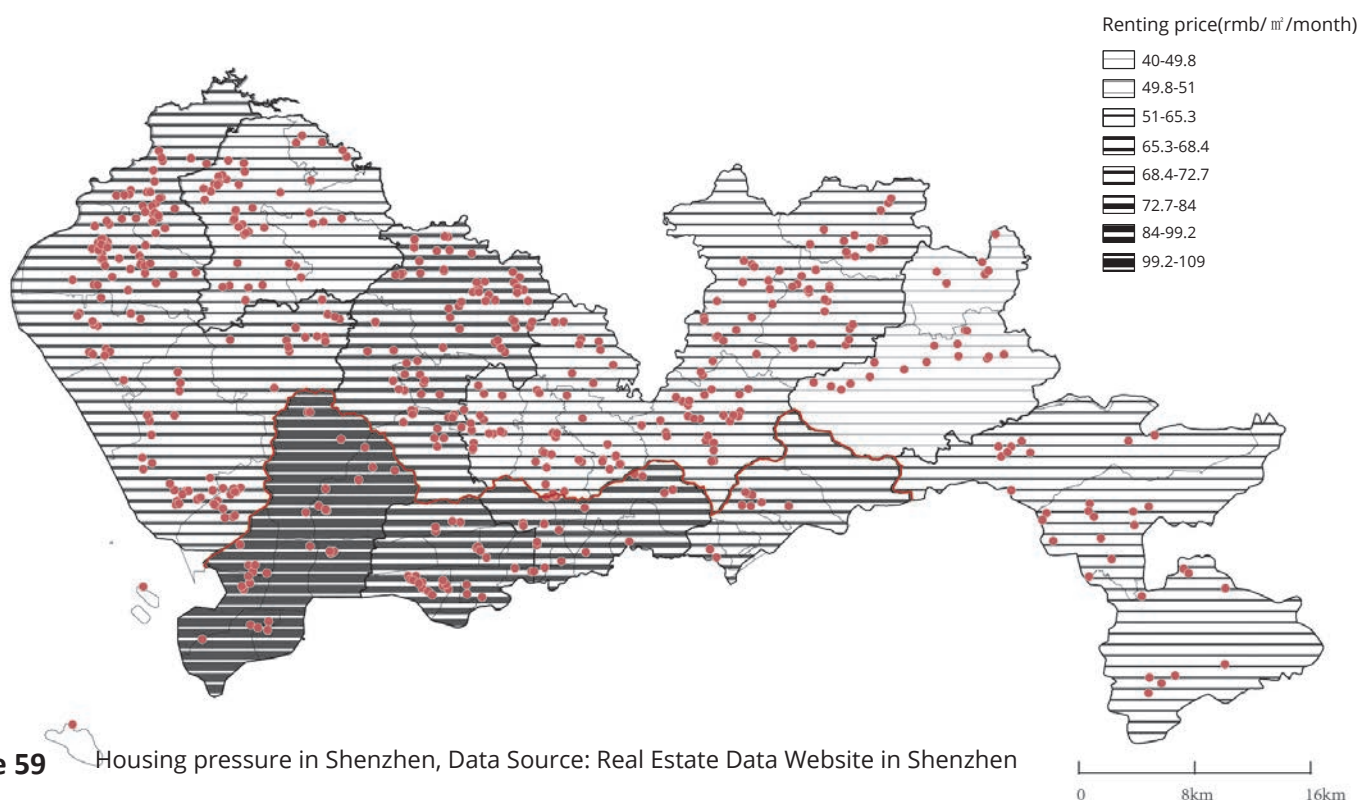 Renting price(rmb/㎡/month)
40-49.8
49.8-51
51-65.3
65.3-68.4
68.4-72.7
72.7-84
84-99.2
99.2-109
e 59 Housing pressure in Shenzhen, Data Source: Real Estate Data Website in Shenzhen
0 8km 16km